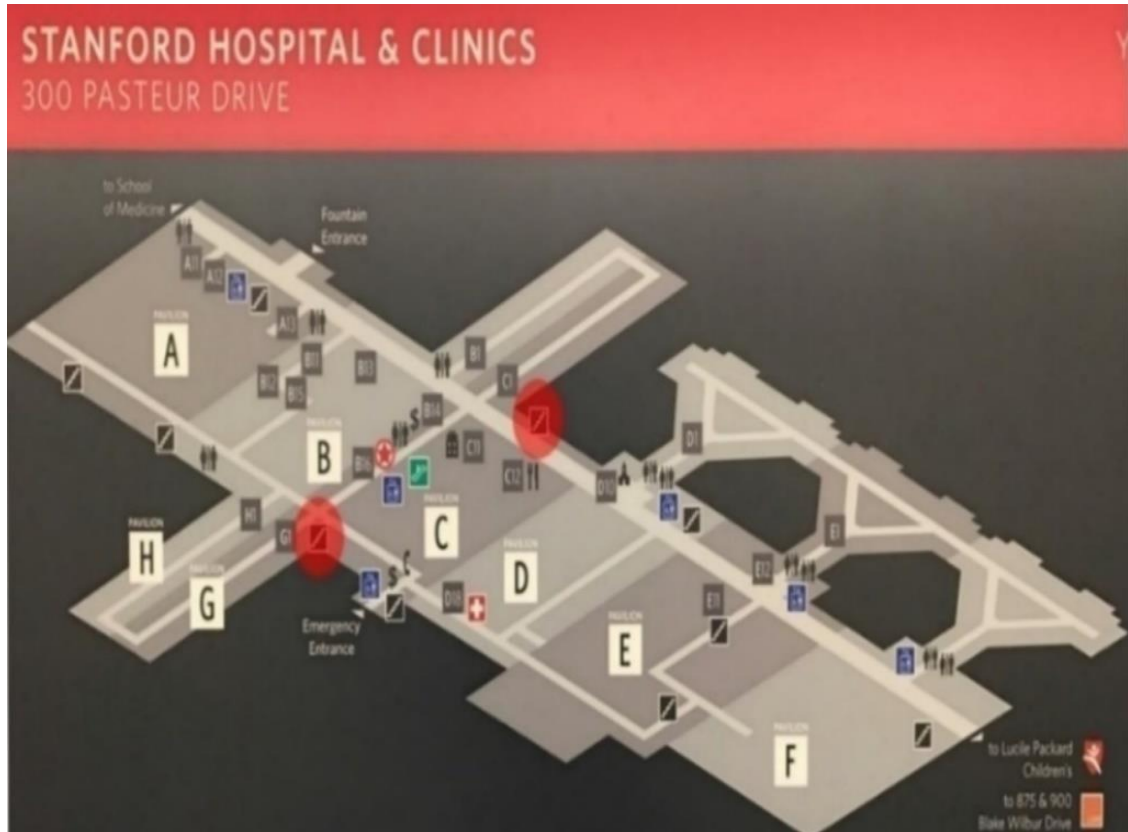 STANFORD HOSPITAL & CLINICS
300 PASTEUR DRIVE
Y
to School
of Medicine
Fountain
Entrance
A11
A12
A13
PAVILION
A
B11
B12
B15
B13
B1
C1
B14
PAVILION
B
B16
S
C11
C12
D10
D1
H1
G1
PAVILION
C
PAVILION
D
PAVILION
H
PAVILION
G
D18
E1
E12
E11
PAVILION
E
Emergency
Entrance
$
PAVILION
F
to Lucile Packard
Children's
to 875 & 900
Blake Wilbur Drive